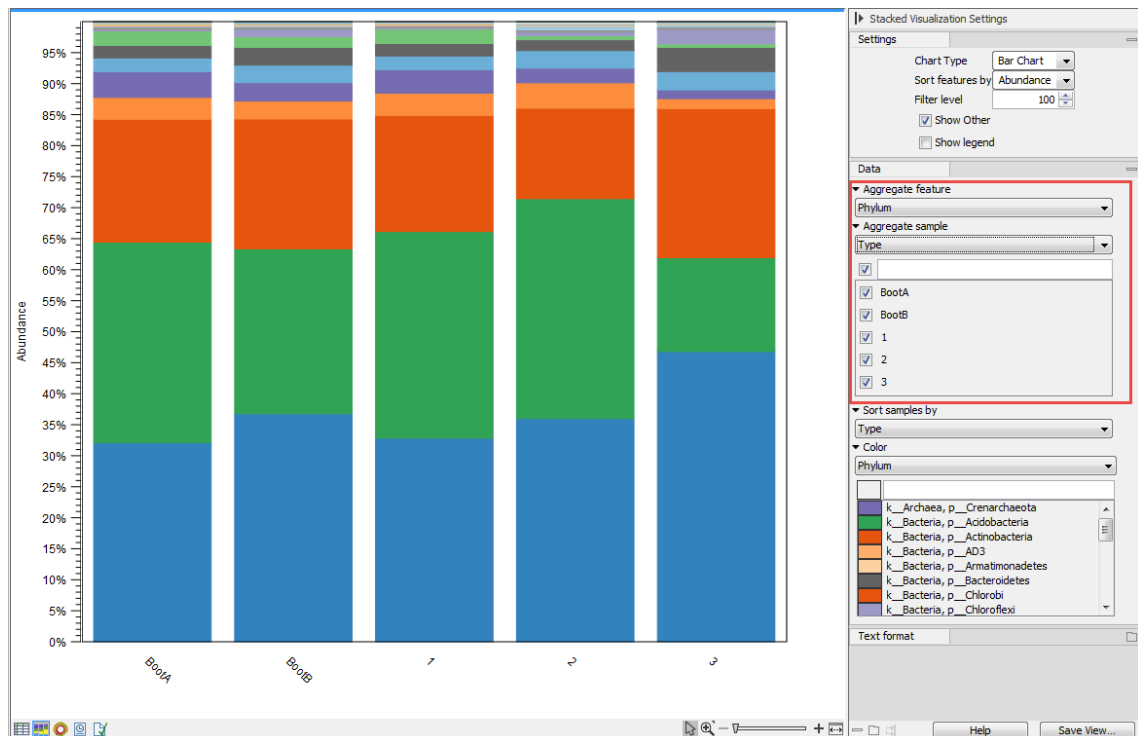 95%
90%
85%
80%
75%
70%
65%
60%
55%
50%
45%
40%
35%
30%
25%
20%
15%
10%
5%
0%
Abundance
BootA
BootB
1
2
3
Stacked Visualization Settings
Settings
Chart Type Bar Chart
Sort features by Abundance
Filter level 100
Show Other
Show legend
Data
Aggregate feature
Phylum
Aggregate sample
Type
BootA
BootB
1
2
3
Sort samples by
Type
Color
Phylum
k__Archaea, p__Crenarchaeota
k__Bacteria, p__Acidobacteria
k__Bacteria, p__Actinobacteria
k__Bacteria, p__AD3
k__Bacteria, p__Armatimonadetes
k__Bacteria, p__Bacteroidetes
k__Bacteria, p__Chlorobi
k__Bacteria, p__Chloroflexi
Text format
Help
Save View...